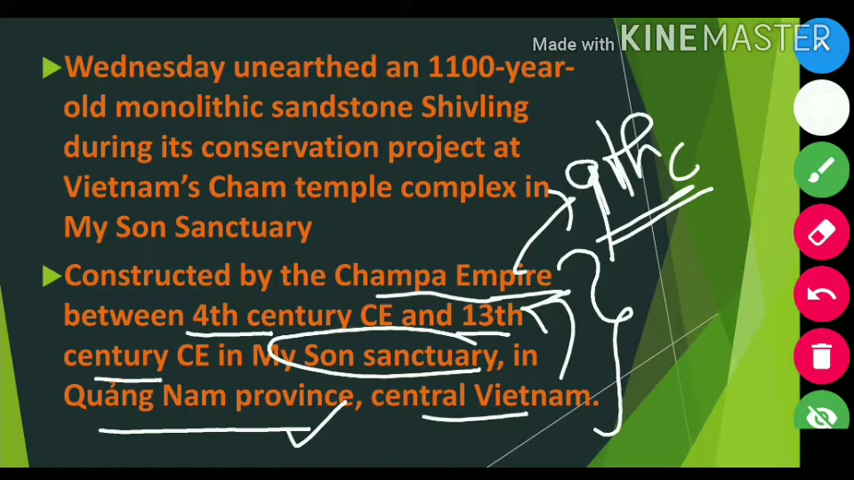 Made with KINEMASTER
Wednesday unearthed an 1100-year-
old monolithic sandstone Shivling
during its conservation project at
Vietnam's Cham temple complex in
My Son Sanctuary
9th c
Constructed by the Champa Empire
between 4th century CE and 13th
century CE in My Son sanctuary, in
Quảng Nam province, central Vietnam.